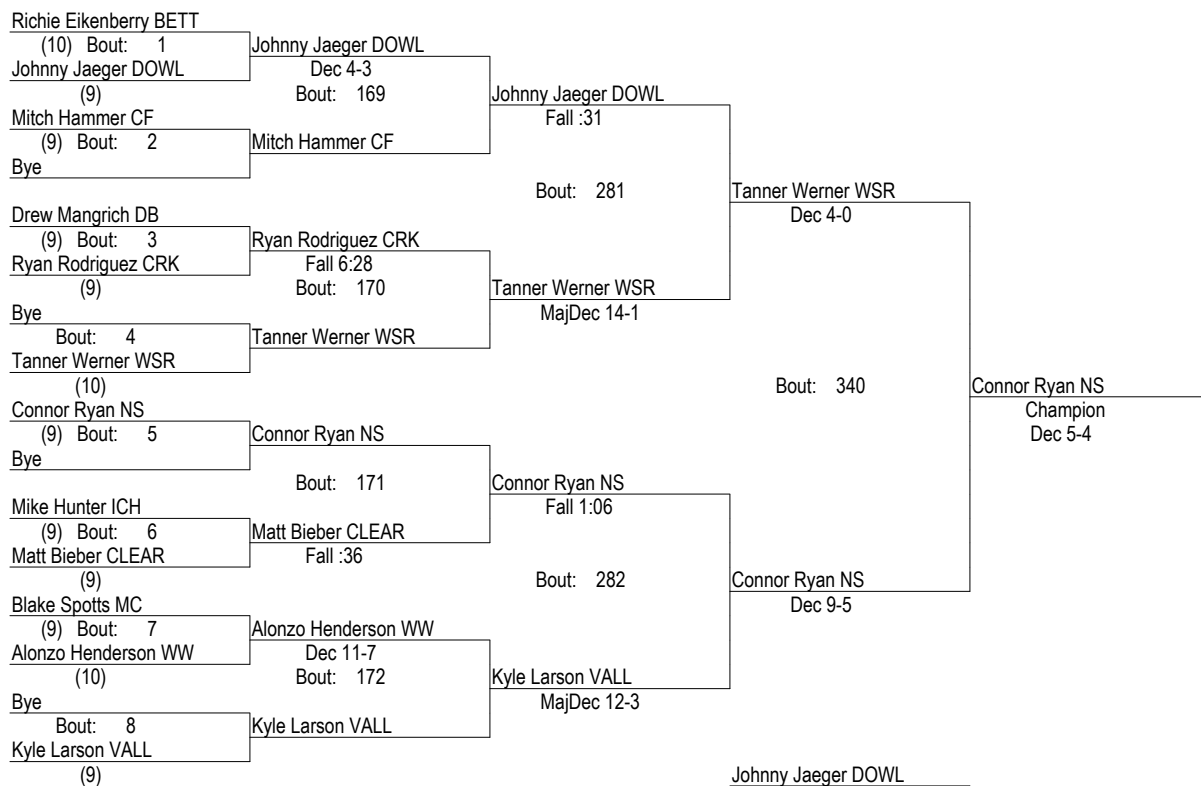 Richie Eikenberry BETT
(10) Bout: 1
Johnny Jaeger DOWL
(9)
Mitch Hammer CF
(9) Bout: 2
Bye
Drew Mangrich DB
(9) Bout: 3
Ryan Rodriguez CRK
(9)
Bye
Bout: 4
Tanner Werner WSR
(10)
Connor Ryan NS
(9) Bout: 5
Bye
Mike Hunter ICH
(9) Bout: 6
Matt Bieber CLEAR
(9)
Blake Spotts MC
(9) Bout: 7
Alonzo Henderson WW
(10)
Bye
Bout: 8
Kyle Larson VALL
(9)
Johnny Jaeger DOWL
Dec 4-3
Bout: 169
Mitch Hammer CF
Ryan Rodriguez CRK
Fall 6:28
Bout: 170
Tanner Werner WSR
Connor Ryan NS
Bout: 171
Matt Bieber CLEAR
Fall :36
Alonzo Henderson WW
Dec 11-7
Bout: 172
Kyle Larson VALL
Johnny Jaeger DOWL
Fall :31
Bout: 281
Tanner Werner WSR
MajDec 14-1
Connor Ryan NS
Fall 1:06
Bout: 282
Kyle Larson VALL
MajDec 12-3
Tanner Werner WSR
Dec 4-0
Bout: 340
Connor Ryan NS
Dec 9-5
Connor Ryan NS
Champion
Dec 5-4
Johnny Jaeger DOWL